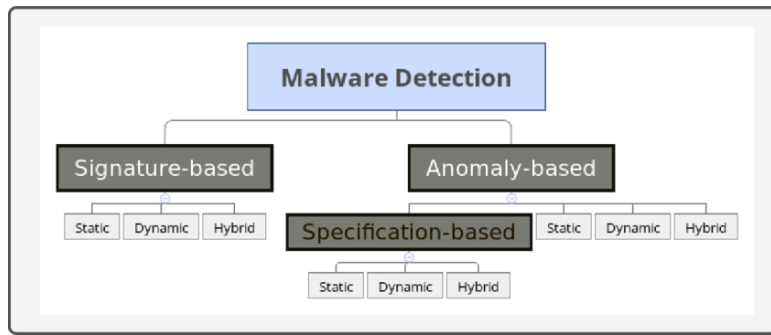 Malware Detection
Signature-based
Anomaly-based
Static Dynamic Hybrid
Specification-based
Static Dynamic Hybrid
Static Dynamic Hybrid